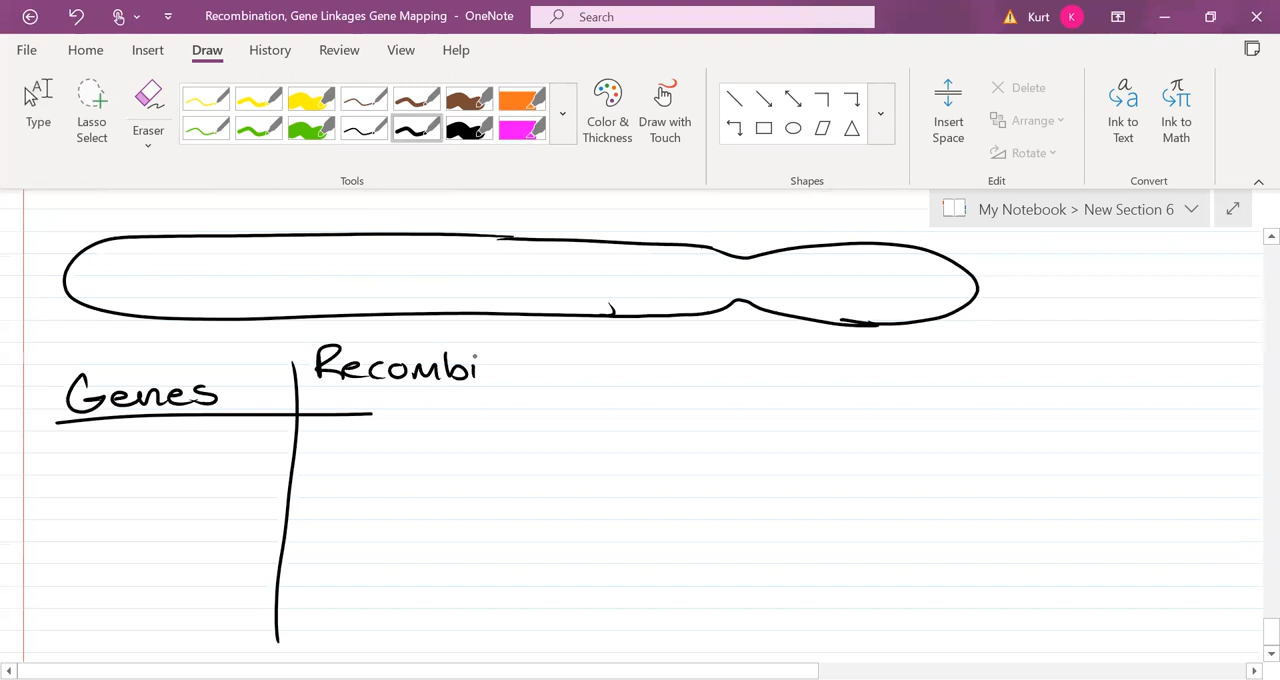 Recombination, Gene Linkages Gene Mapping - OneNote
Search
Kurt
K
File Home Insert Draw History Review View Help
Type
Lasso Select
Eraser
Color & Thickness
Draw with Touch
Insert Space
Delete
Arrange
Rotate
Ink to Text
Ink to Math
Tools
Shapes
Edit
Convert
My Notebook > New Section 6
Recombi
Genes